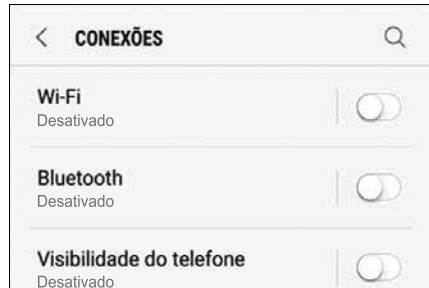 CONEXÕES
Wi-Fi
Desativado
Bluetooth
Desativado
Visibilidade do telefone
Desativado